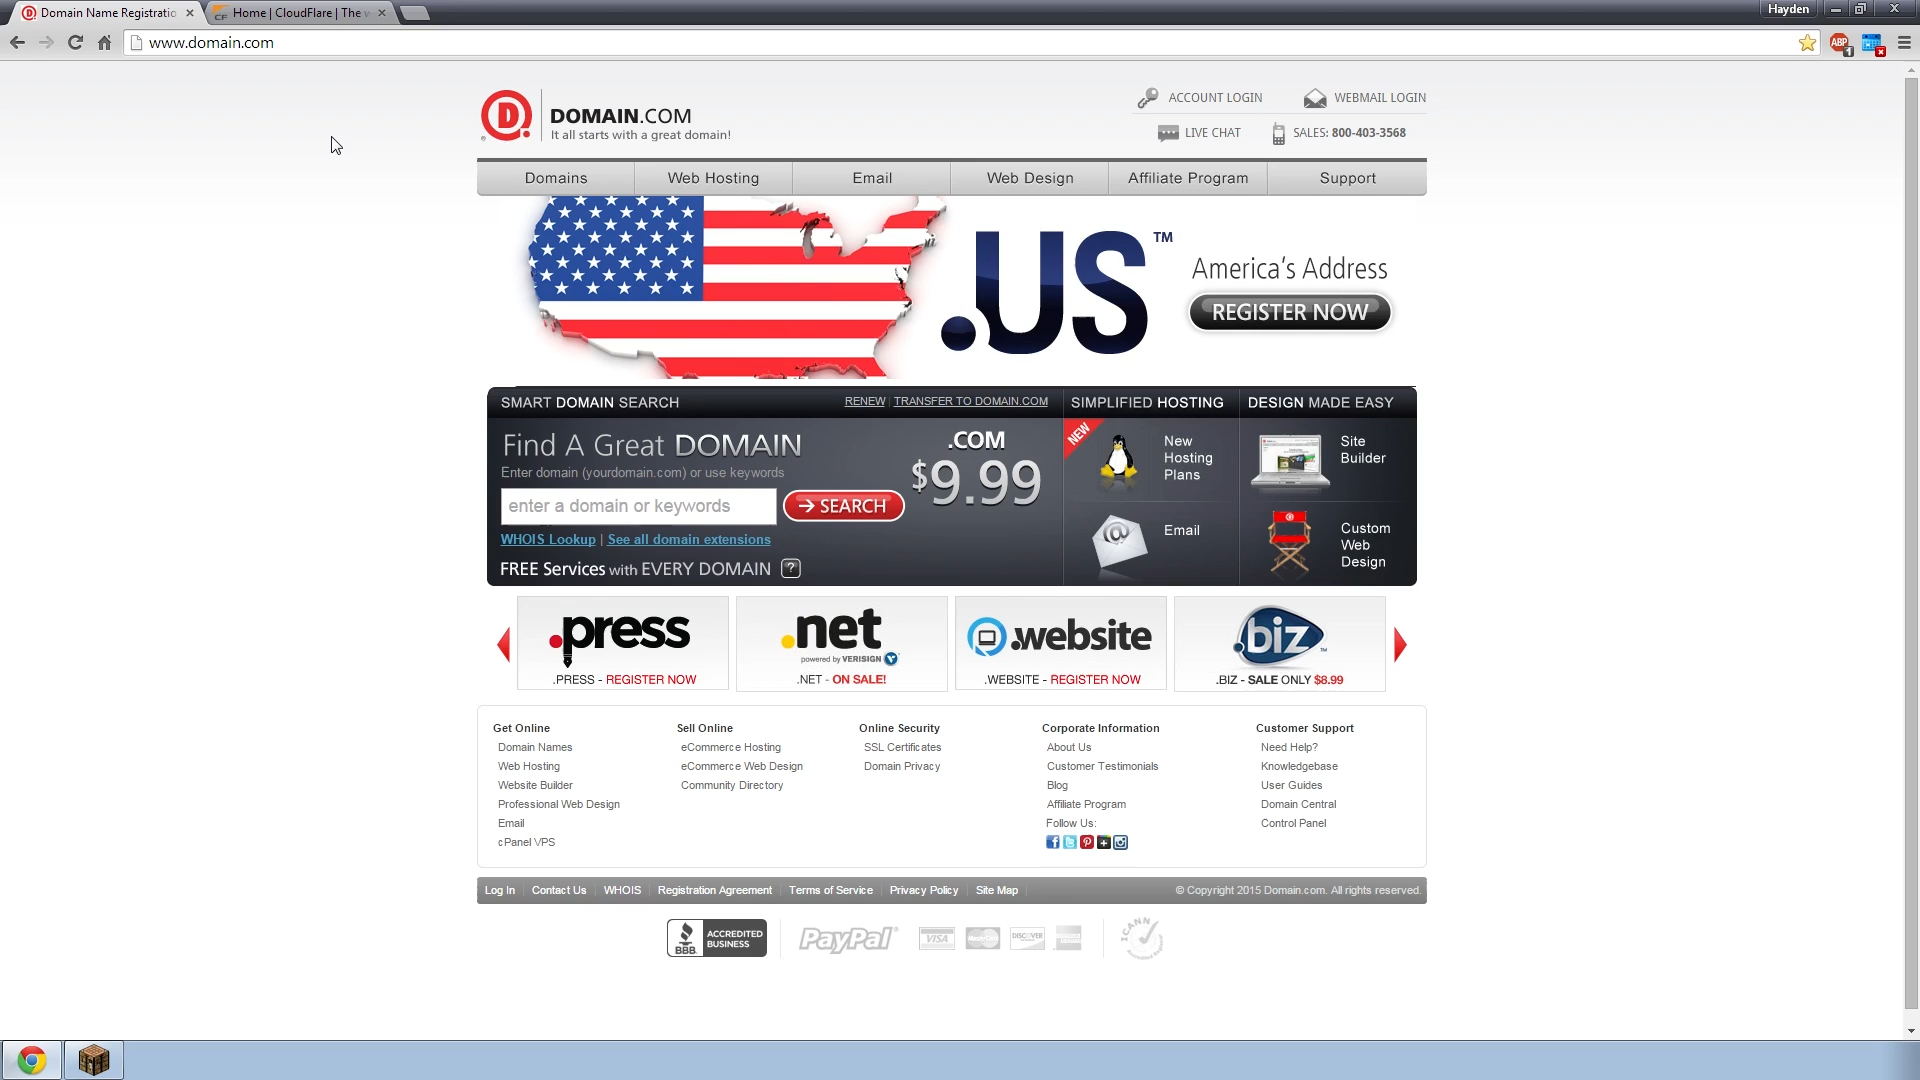 Domain Name Registratio
Home | CloudFlare | The
Hayden
www.domain.com
ABP
1
DOMAIN.COM
It all starts with a great domain!
ACCOUNT LOGIN
WEBMAIL LOGIN
LIVE CHAT
SALES: 800-403-3568
Domains
Web Hosting
Email
Web Design
Affiliate Program
Support
.US™
America's Address
REGISTER NOW
SMART DOMAIN SEARCH
RENEW | TRANSFER TO DOMAIN.COM
SIMPLIFIED HOSTING
DESIGN MADE EASY
Find A Great DOMAIN
Enter domain (yourdomain.com) or use keywords
enter a domain or keywords
SEARCH
.COM
$9.99
WHOIS Lookup | See all domain extensions
FREE Services with EVERY DOMAIN ?
NEW
New
Hosting
Plans
Email
Site
Builder
Custom
Web
Design
.press
.PRESS - REGISTER NOW
.net
powered by VERISIGN
.NET - ON SALE!
.website
.WEBSITE - REGISTER NOW
.biz™
.BIZ - SALE ONLY $8.99
Get Online
Domain Names
Web Hosting
Website Builder
Professional Web Design
Email
cPanel VPS
Sell Online
eCommerce Hosting
eCommerce Web Design
Community Directory
Online Security
SSL Certificates
Domain Privacy
Corporate Information
About Us
Customer Testimonials
Blog
Affiliate Program
Follow Us:
Customer Support
Need Help?
Knowledgebase
User Guides
Domain Central
Control Panel
Log In
Contact Us
WHOIS
Registration Agreement
Terms of Service
Privacy Policy
Site Map
© Copyright 2015 Domain.com. All rights reserved.
BBB.
ACCREDITED
BUSINESS
PayPal
VISA
MasterCard
DISCOVER
ICANN